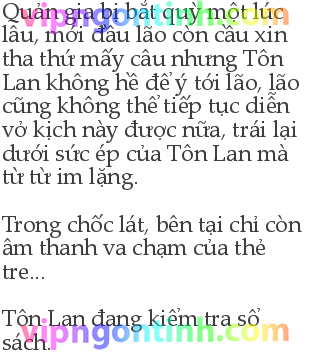 Quản gia bị bắt quỳ một lúc
lâu, mới đầu lão còn cầu xin
tha thứ mấy câu nhưng Tôn
Lan không hề để ý tới lão, lão
cũng không thể tiếp tục diễn
vở kịch này được nữa, trái lại
dưới sức ép của Tôn Lan mà
từ từ im lặng.
Trong chốc lát, bên tại chỉ còn
âm thanh va chạm của thẻ
tre...
Tôn Lan đang kiểm tra sổ
sách.
vipngontinh.com
vipngontinh.com